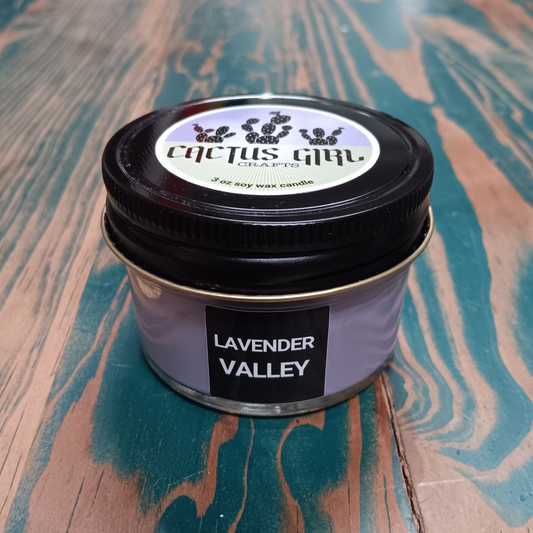 CACTUS GIRL
CRAFTS
3 oz soy wax candle
LAVENDER
VALLEY